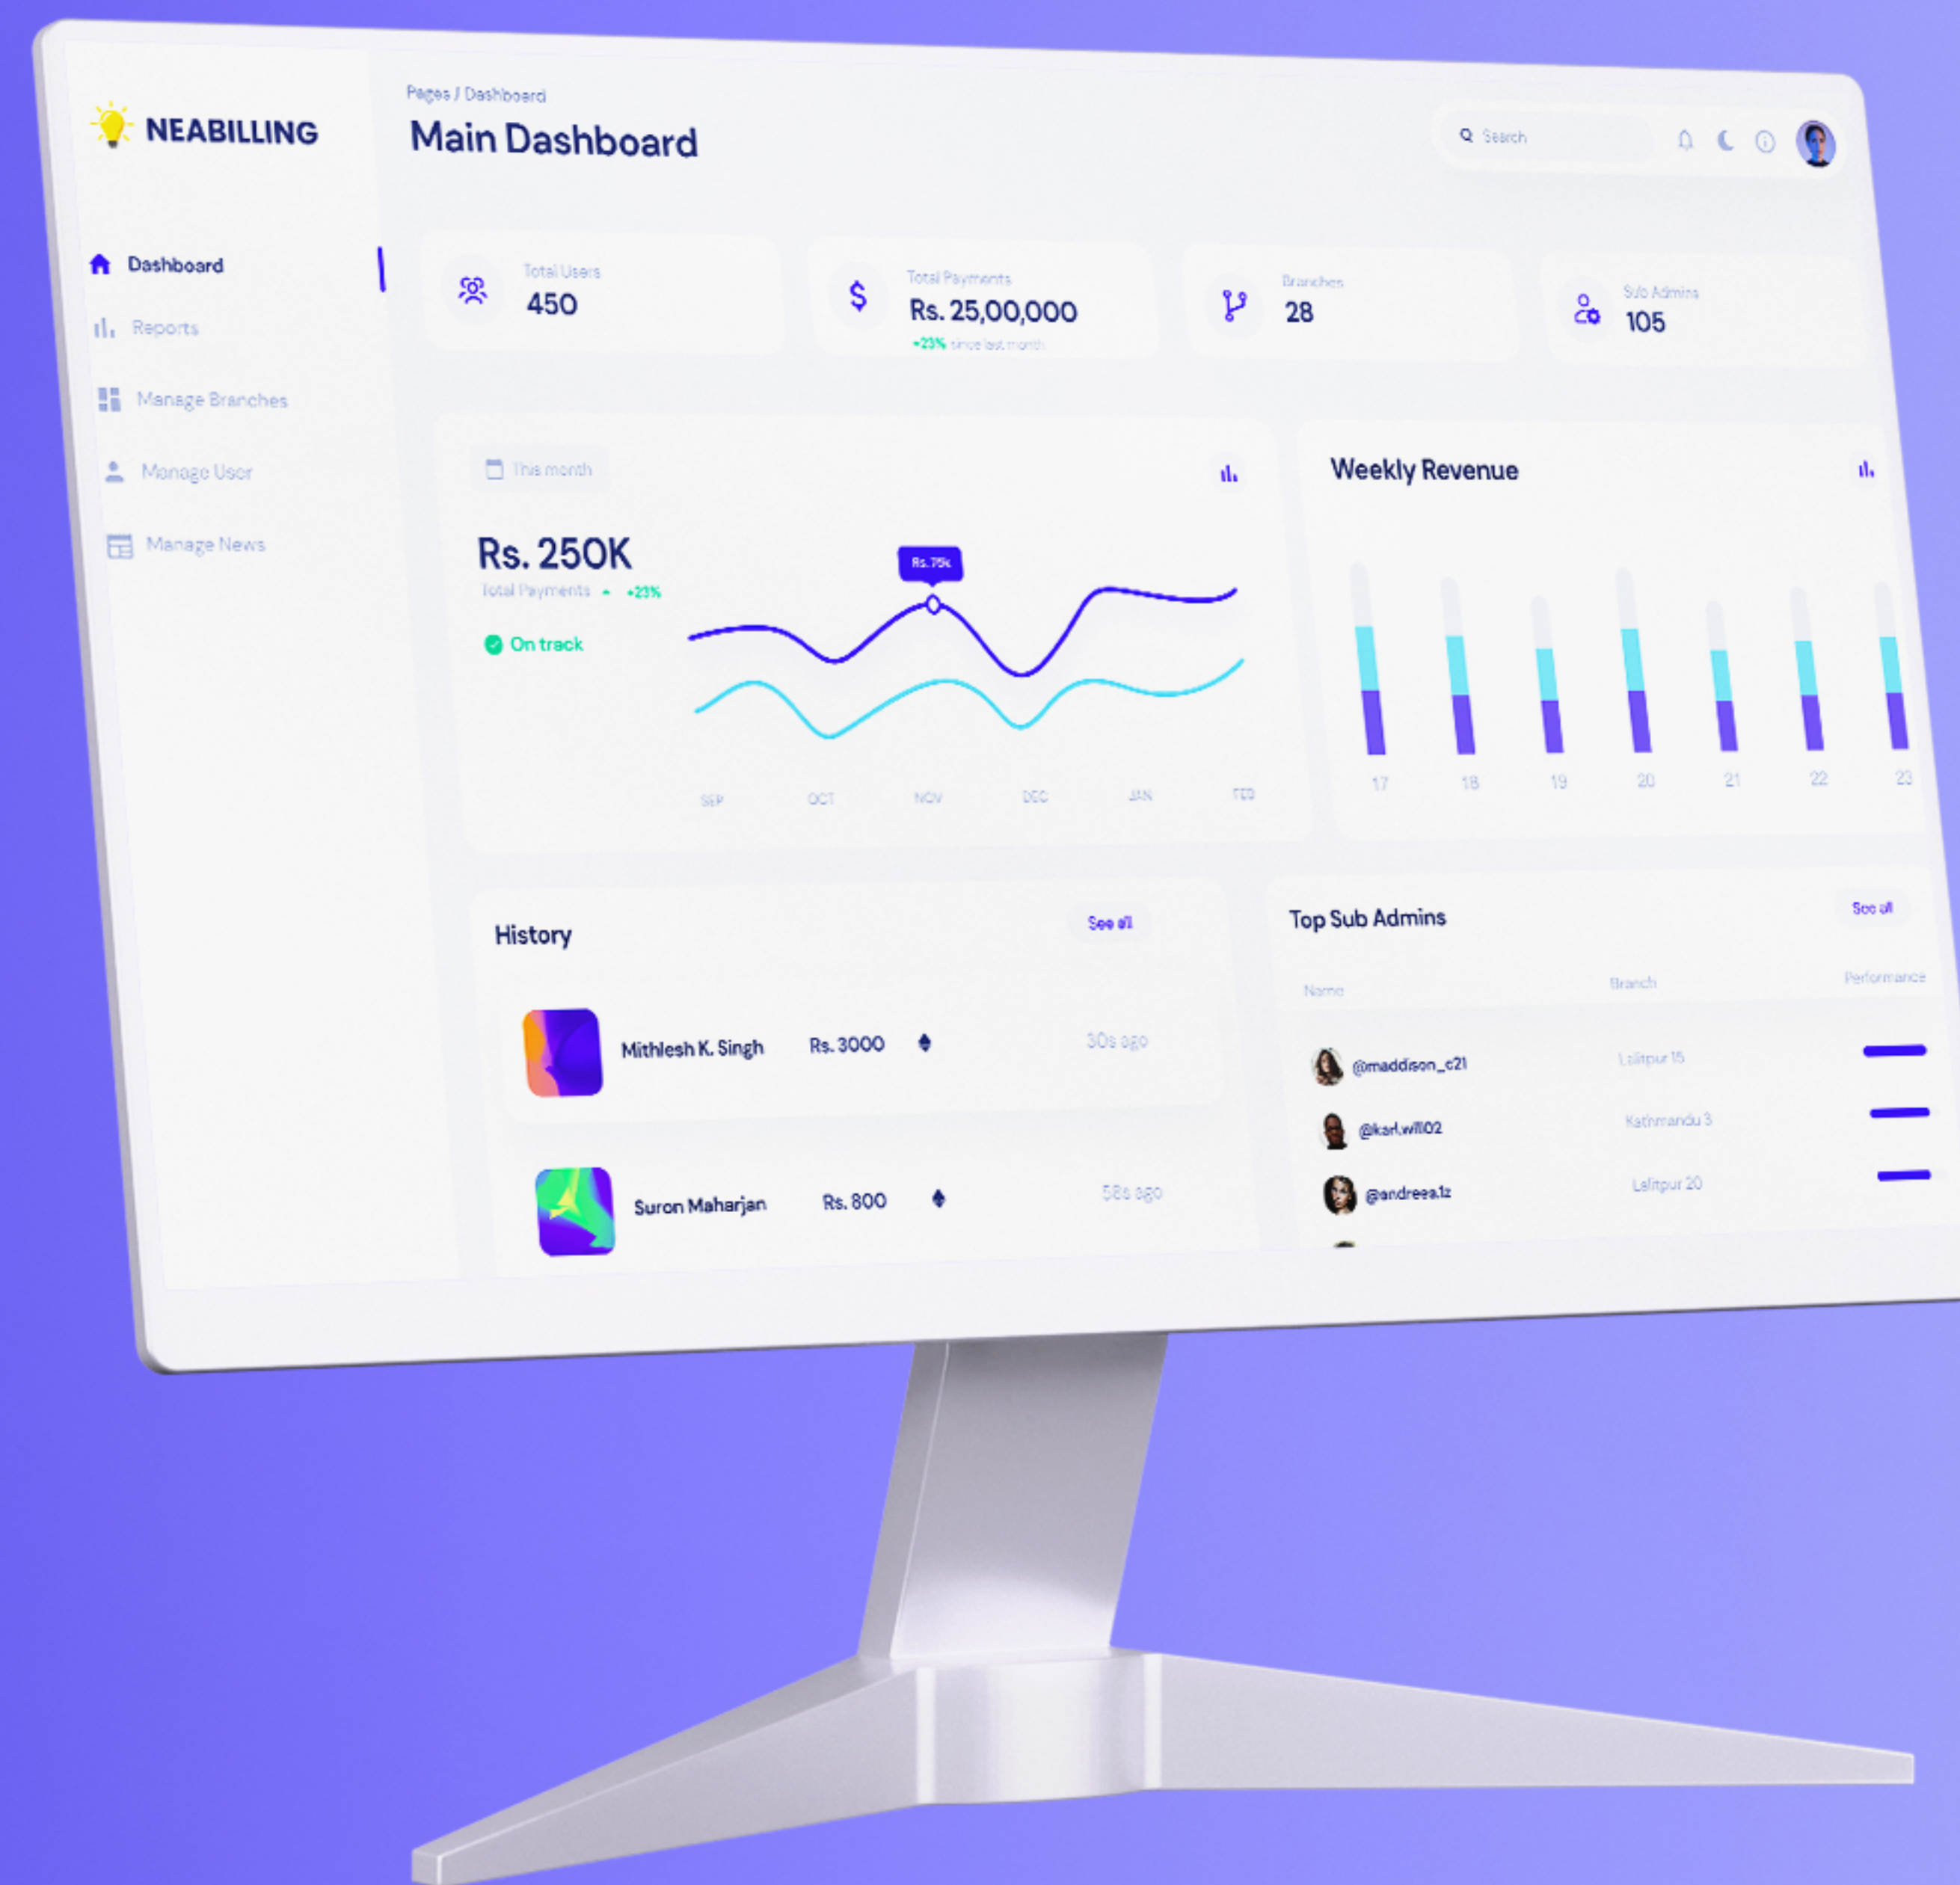 NEABILLING
Pages / Dashboard
Main Dashboard
Search
Dashboard
Reports
Manage Branches
Manage User
Manage News
Total Users
450
Total Payments
Rs. 25,00,000
+23% since last month
Branches
28
Sub Admins
105
This month
Rs. 250K
Total Payments +23%
On track
Rs. 75k
SEP OCT NOV DEC JAN FEB
Weekly Revenue
17 18 19 20 21 22 23
History
See all
Mithlesh K. Singh Rs. 3000 30s ago
Suron Maharjan Rs. 800 58s ago
Top Sub Admins
See all
Name Branch Performance
@maddison_c21 Lalitpur 15
@karl.will02 Kathmandu 3
@andreea.1z Lalitpur 20